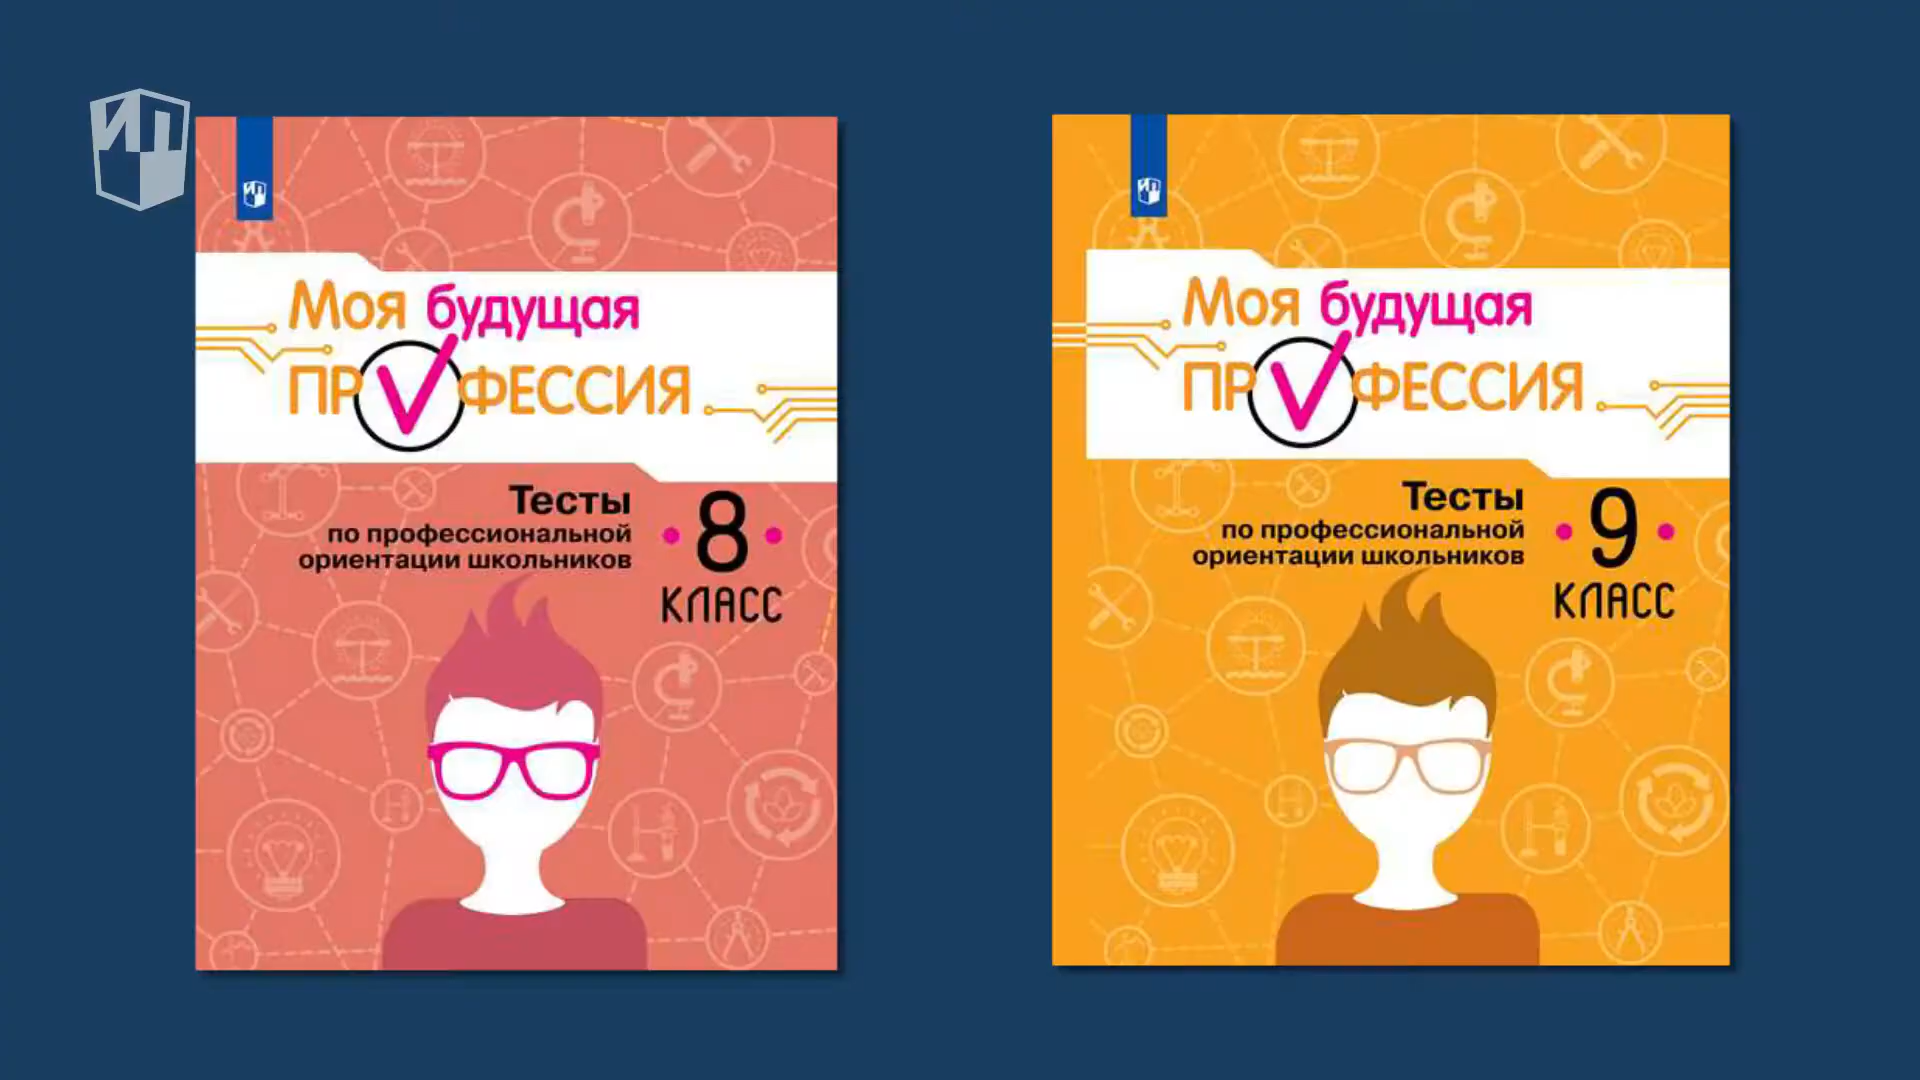 ИП
Моя будущая
ПРОФЕССИЯ
Тесты
по профессиональной
ориентации школьников
8
КЛАСС
Моя будущая
ПРОФЕССИЯ
Тесты
по профессиональной
ориентации школьников
9
КЛАСС